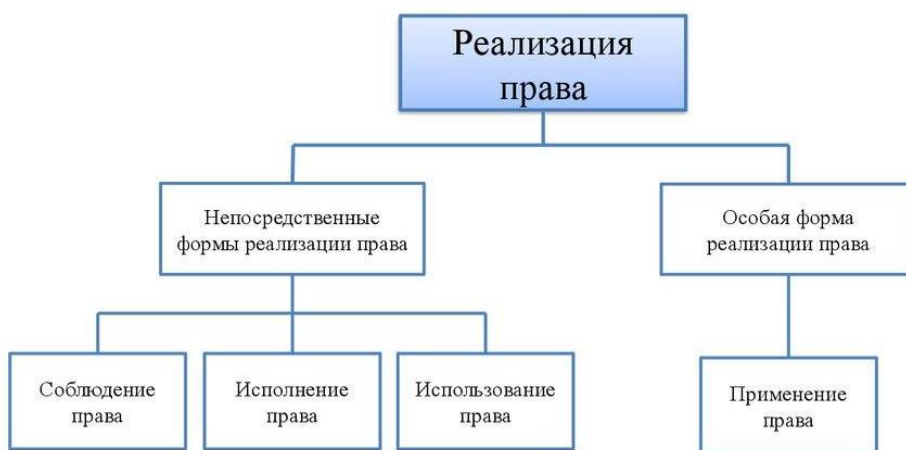 Реализация
права
Непосредственные
формы реализации права
Особая форма
реализации права
Соблюдение
права
Исполнение
права
Использование
права
Применение
права